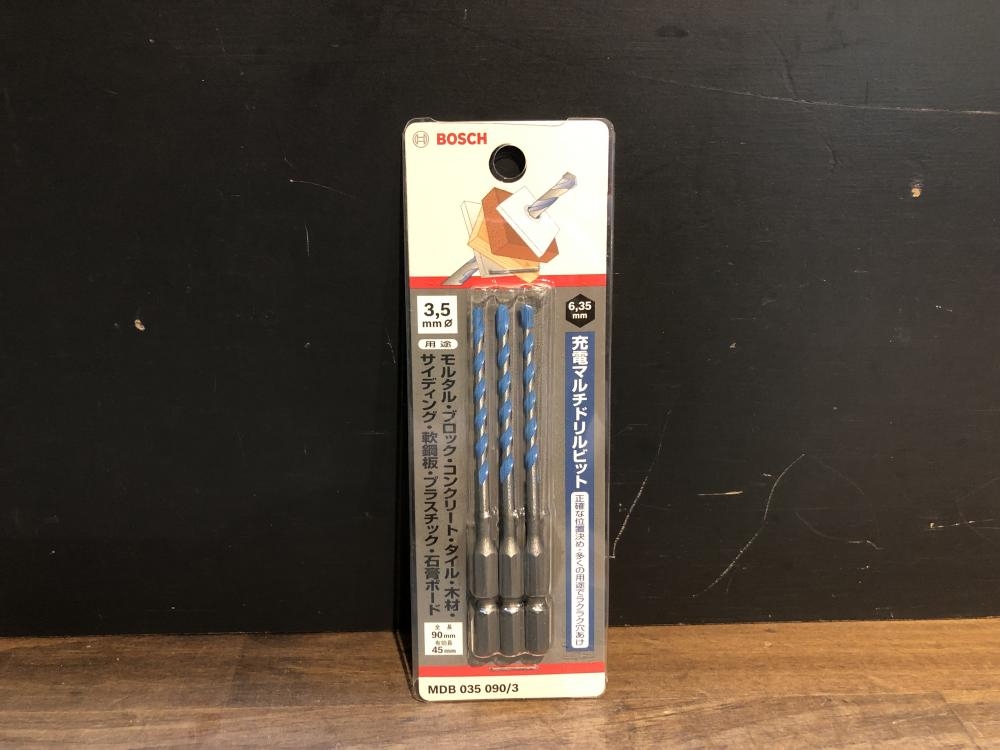 BOSCH
3,5
mm Ø
用途
モルタル・ブロック・コンクリート・タイル・木材・
サイディング・軟鋼板・プラスチック・石膏ボード
全長
90mm
有効長
45mm
6,35
mm
充電マルチドリルビット
正確な位置決め・多くの用途でラクラク穴あけ
MDB 035 090/3